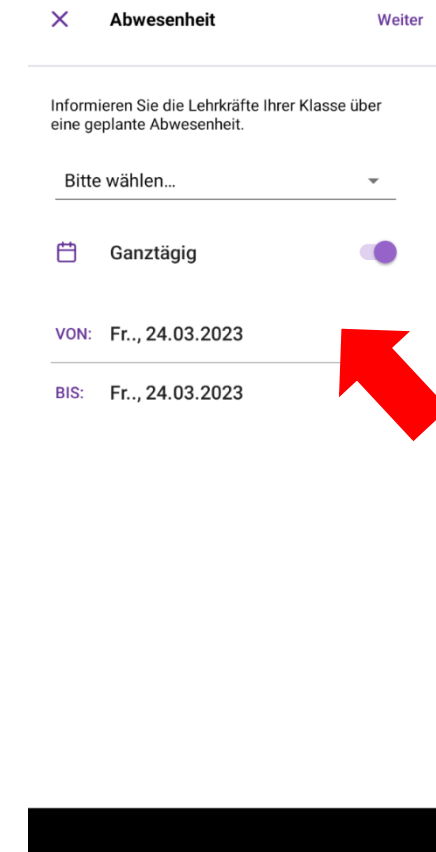 Abwesenheit Weiter
Informieren Sie die Lehrkräfte Ihrer Klasse über
eine geplante Abwesenheit.
Bitte wählen...
Ganztägig
VON: Fr.., 24.03.2023
BIS: Fr.., 24.03.2023